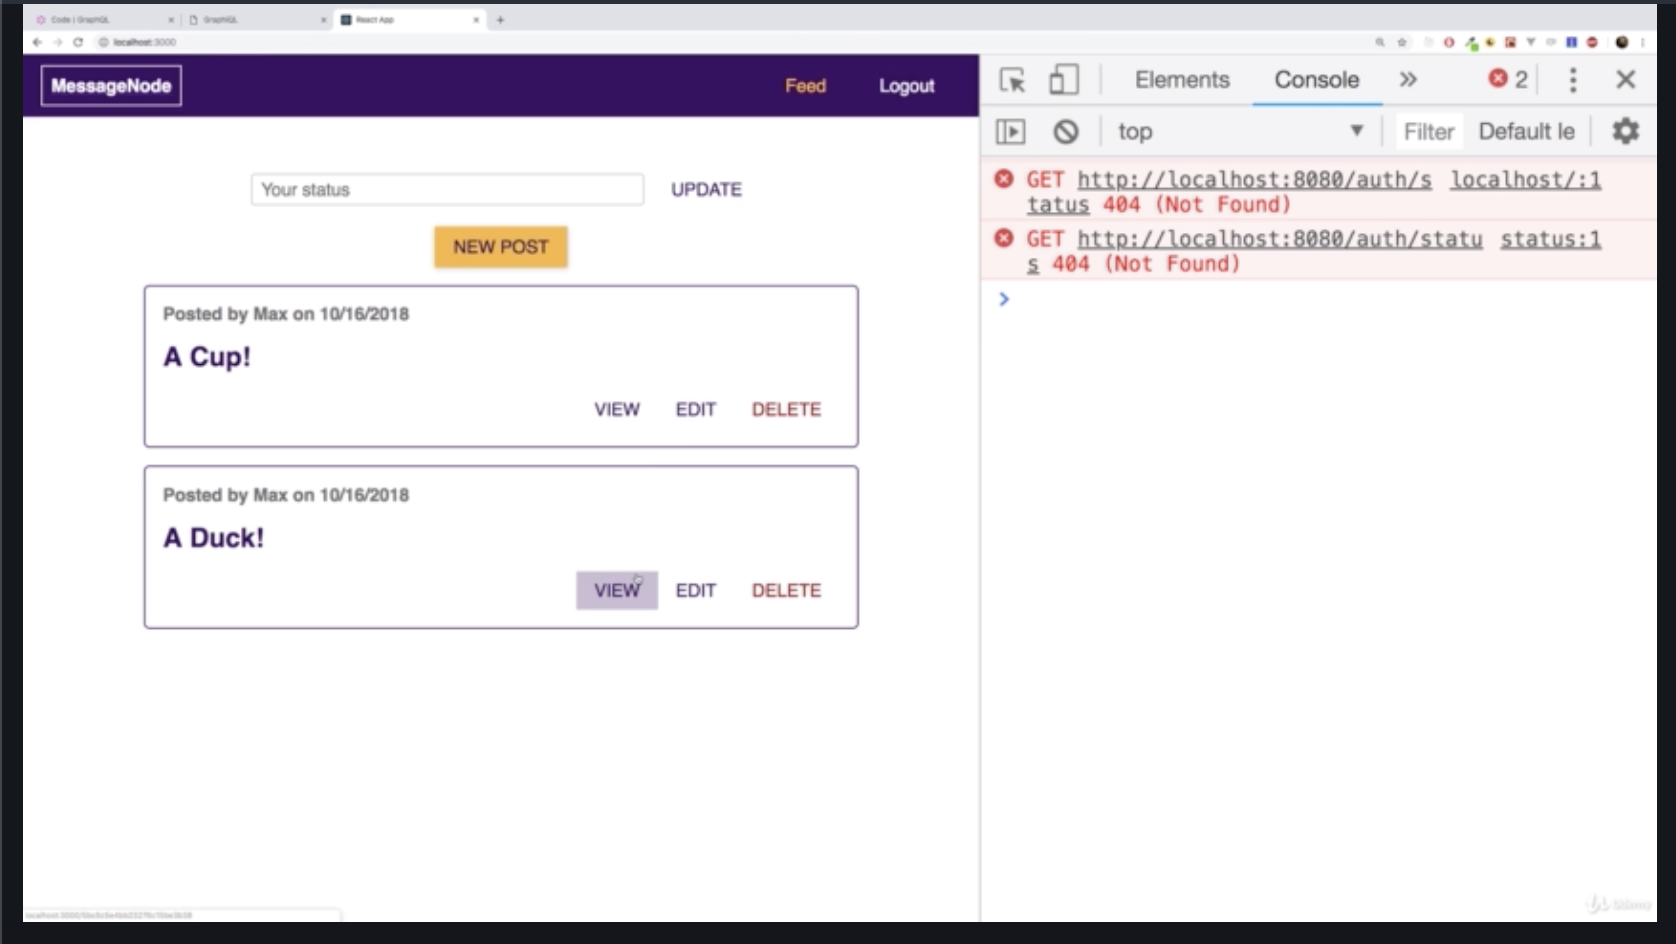 Code | GraphQL
GraphiQL
React App
localhost:3000
MessageNode
Feed
Logout
Your status
UPDATE
NEW POST
Posted by Max on 10/16/2018
A Cup!
VIEW EDIT DELETE
Posted by Max on 10/16/2018
A Duck!
VIEW EDIT DELETE
Elements Console » 2
top Filter Default le
GET http://localhost:8080/auth/s localhost/:1
tatus 404 (Not Found)
GET http://localhost:8080/auth/statu status:1
s 404 (Not Found)
Udemy